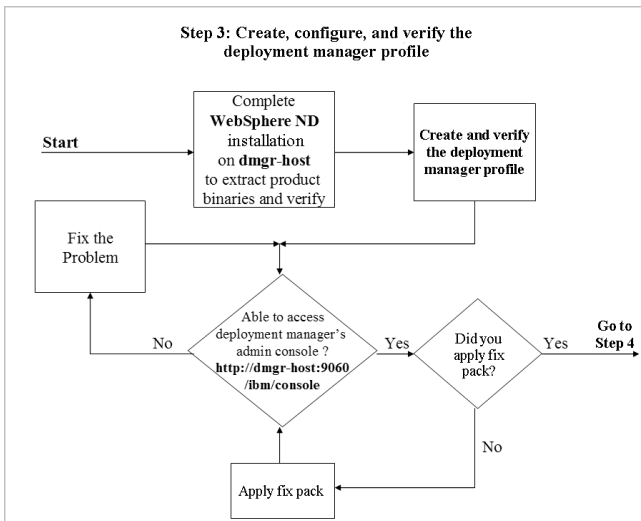 Step 3: Create, configure, and verify the
deployment manager profile
Start
Complete
WebSphere ND
installation
on dmgr-host
to extract product
binaries and verify
Create and verify
the deployment
manager profile
Fix the
Problem
No
Able to access
deployment manager's
admin console ?
http://dmgr-host:9060
/ibm/console
Yes
Did you
apply fix
pack?
Yes
Go to
Step 4
No
Apply fix pack